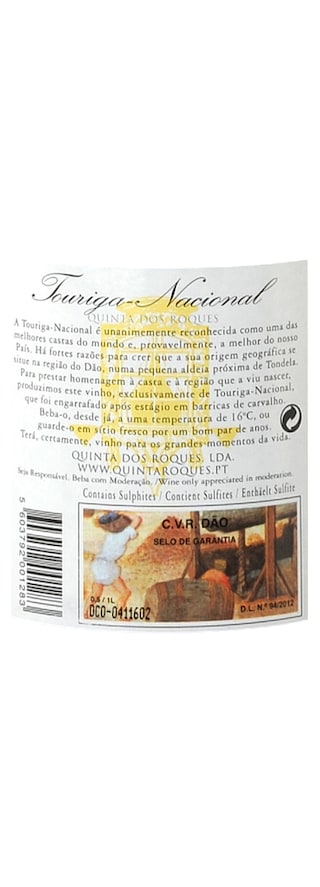 Touriga-Nacional
QUINTA DOS ROQUES
A Touriga-Nacional é unanimemente reconhecida como uma das
melhores castas do mundo e, provavelmente, a melhor do nosso
País. Há fortes razões para crer que a sua origem geográfica se
situe na região do Dão, numa pequena aldeia próxima de Tondela.
Para prestar homenagem à casta e à região que a viu nascer,
produzimos este vinho, exclusivamente de Touriga-Nacional,
que foi engarrafado após estágio em barricas de carvalho.
Beba-o, desde já, a uma temperatura de 16ºC, ou
guarde-o em sítio fresco por um bom par de anos.
Terá, certamente, vinho para os grandes momentos da vida.
QUINTA DOS ROQUES, LDA.
WWW.QUINTAROQUES.PT
Seja Responsável. Beba com Moderação. /Wine only appreciated in moderation.
Contains Sulphites / Contient Sulfites / Enthäelt Sulfite
5 603792 001283
C.V.R. DÃO
SELO DE GARANTIA
0,5 / 1L
DCO-0411602
D.L. N.º 94/2012